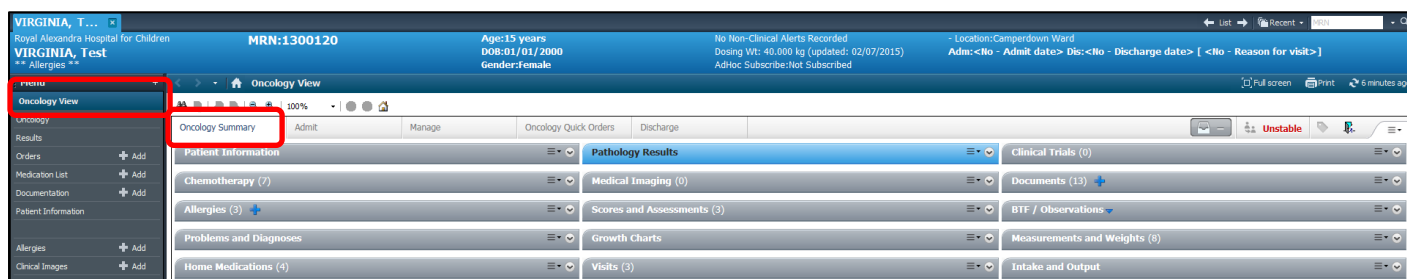 VIRGINIA, T...
List Recent MRN
Royal Alexandra Hospital for Children MRN:1300120 Age:15 years No Non-Clinical Alerts Recorded - Location:Camperdown Ward
VIRGINIA, Test DOB:01/01/2000 Dosing Wt: 40.000 kg (updated: 02/07/2015) Adm:<No - Admit date> Dis:<No - Discharge date> [ <No - Reason for visit>]
** Allergies ** Gender:Female AdHoc Subscribe:Not Subscribed
Menu Oncology View Full screen Print 6 minutes ago
Oncology View 100%
Oncology
Oncology Summary Admit Manage Oncology Quick Orders Discharge Unstable
Results
Patient Information Pathology Results Clinical Trials (0)
Orders Add
Medication List Add
Chemotherapy (7) Medical Imaging (0) Documents (13)
Documentation Add
Patient Information
Allergies (3) Scores and Assessments (3) BTF / Observations
Problems and Diagnoses Growth Charts Measurements and Weights (8)
Allergies Add
Clinical Images Add
Home Medications (4) Visits (3) Intake and Output